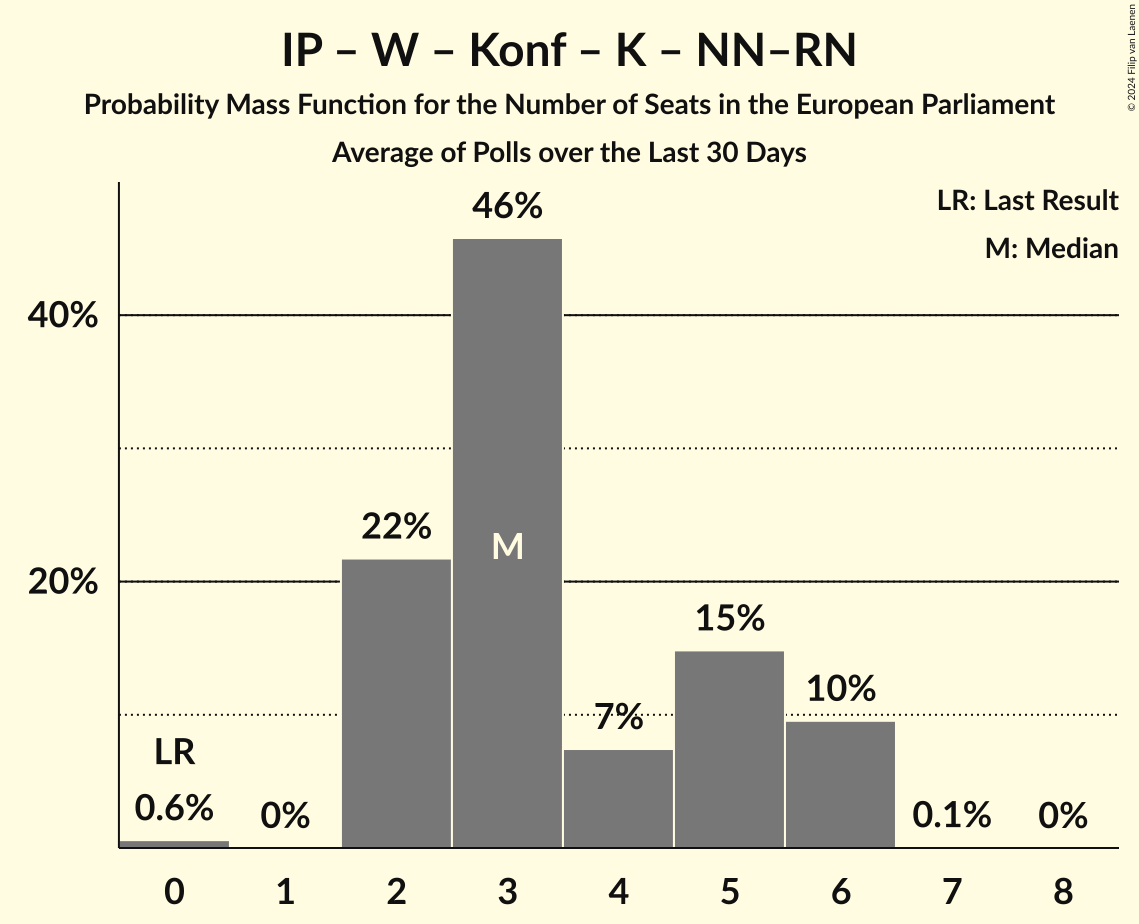 IP – W – Konf – K – NN–RN
Probability Mass Function for the Number of Seats in the European Parliament
Average of Polls over the Last 30 Days
© 2024 Filip van Laenen
LR: Last Result
M: Median
46%
40%
22%
M
20%
15%
10%
7%
LR
0.6%
0%
0.1%
0%
0 1 2 3 4 5 6 7 8